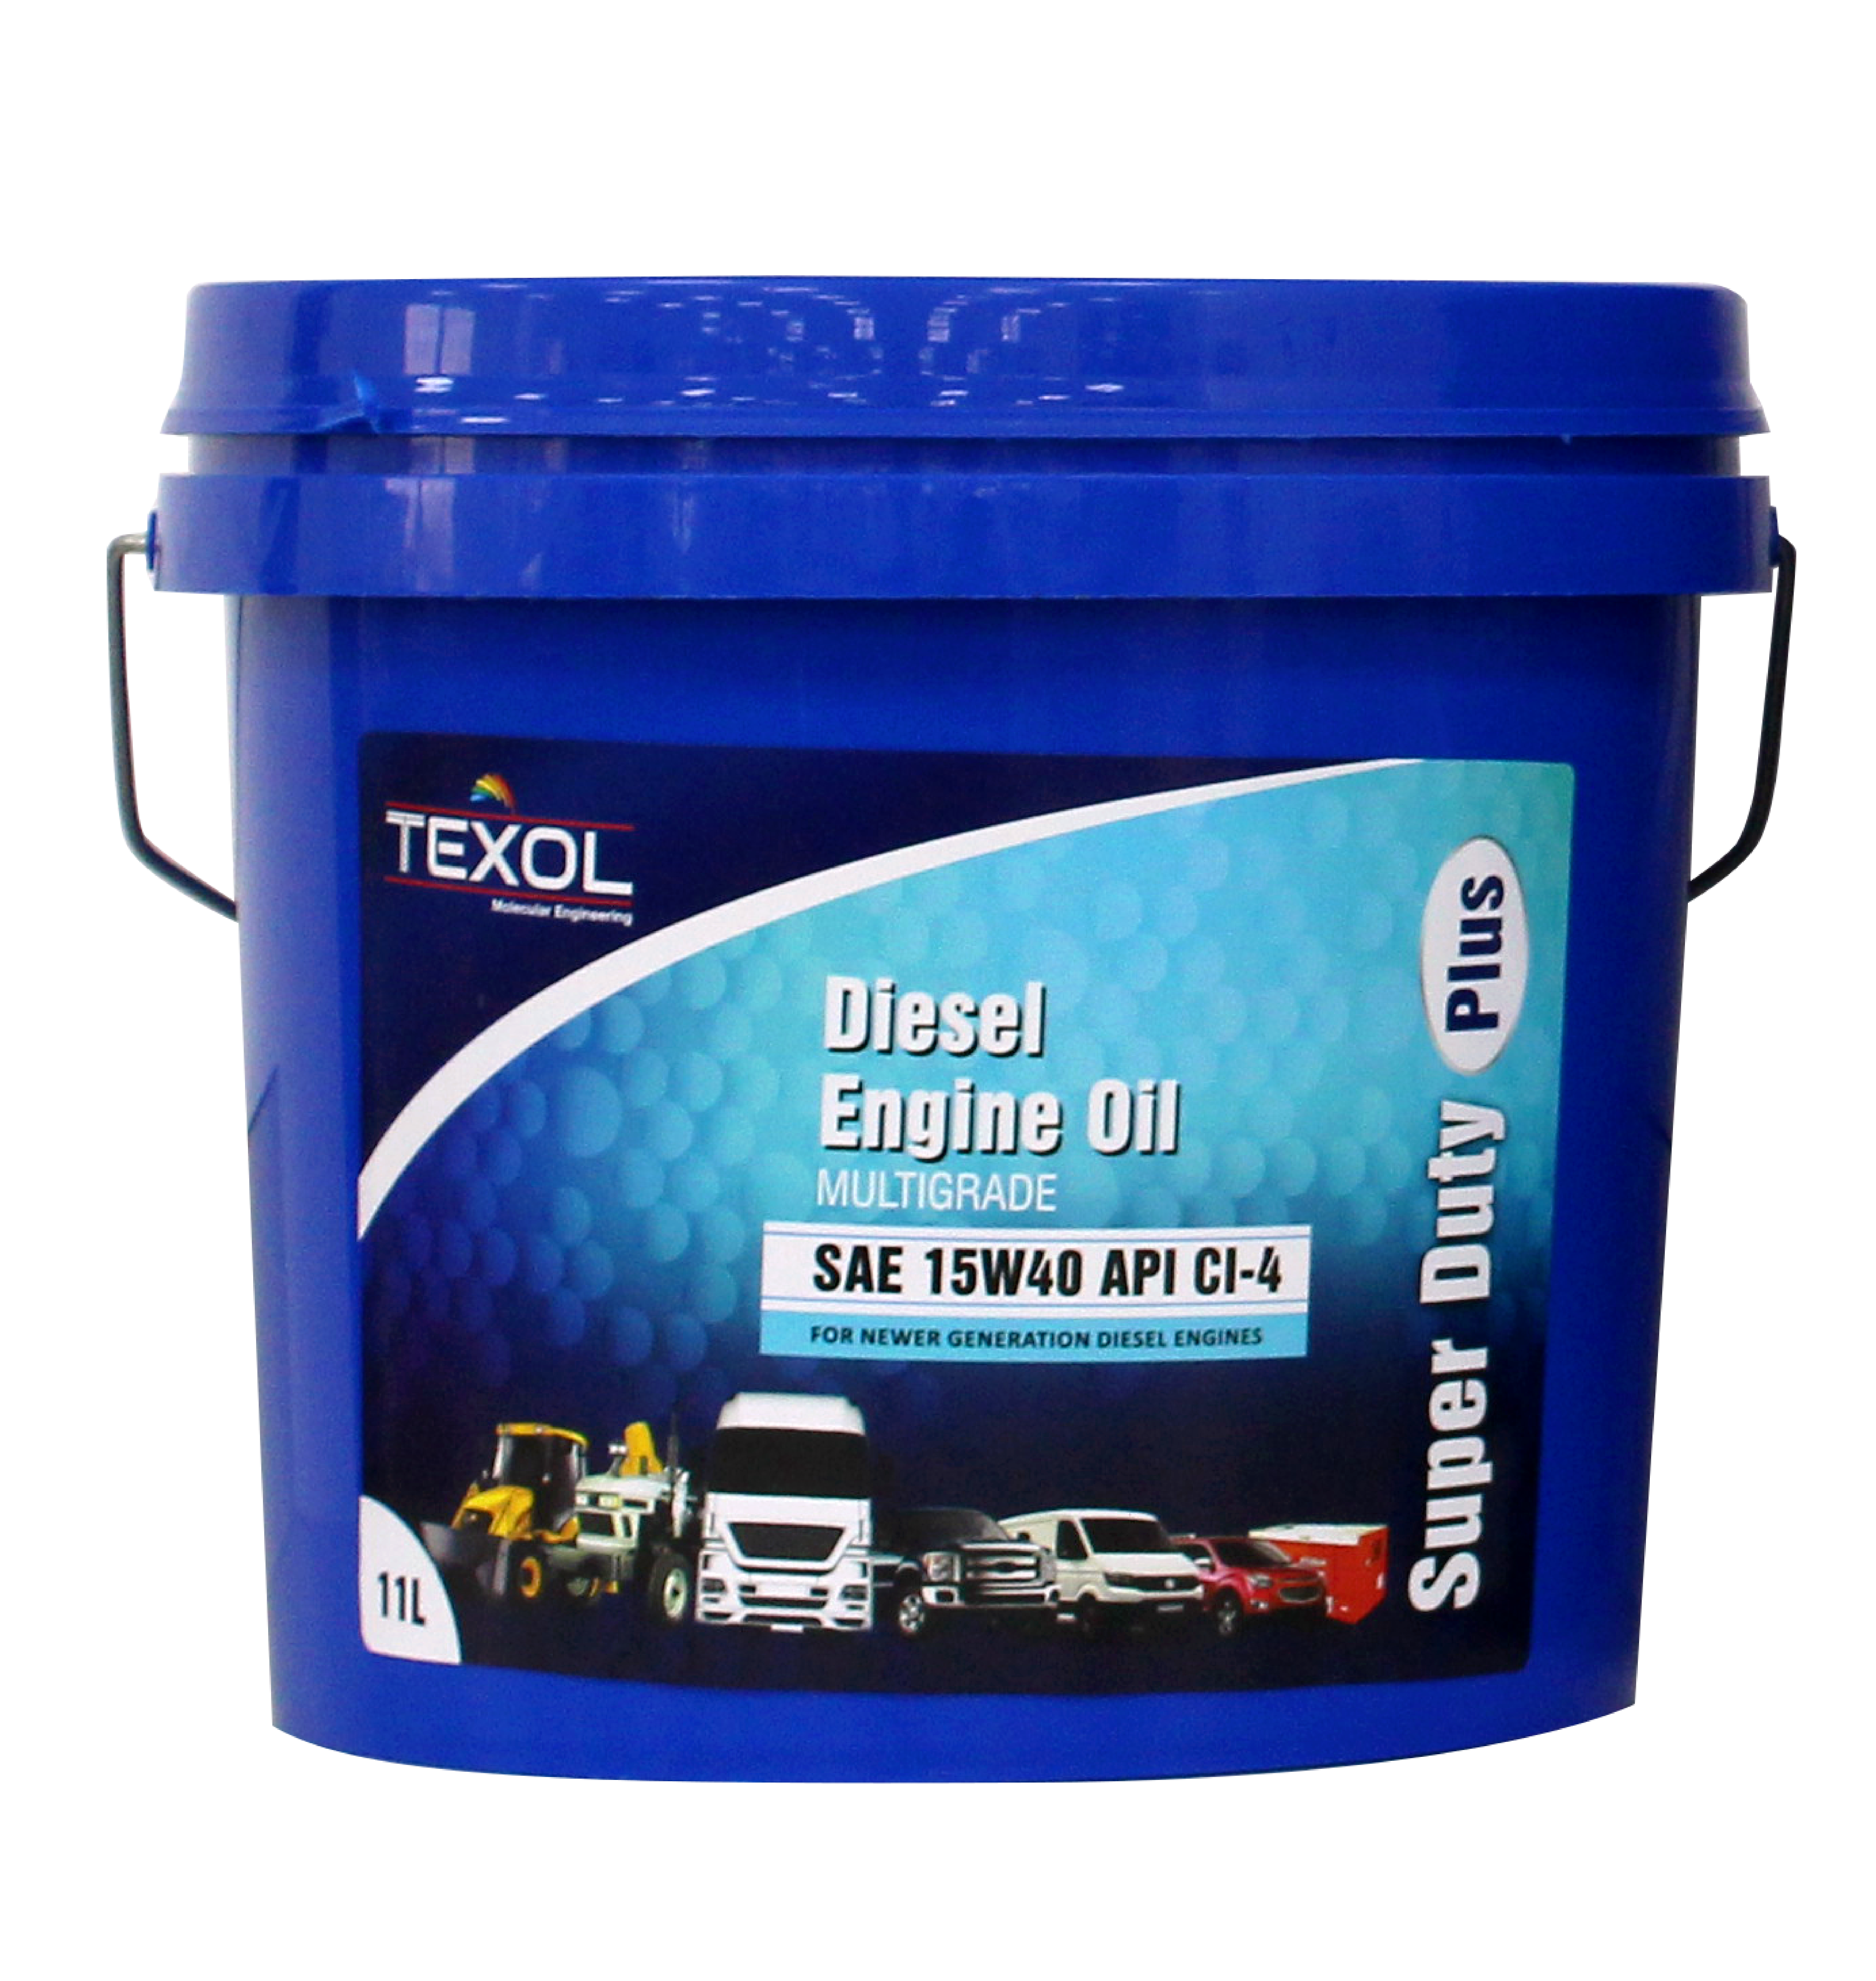 TEXOL
Molecular Engineering
Diesel
Engine Oil
MULTIGRADE
SAE 15W40 API CI-4
FOR NEWER GENERATION DIESEL ENGINES
Super Duty Plus
11L